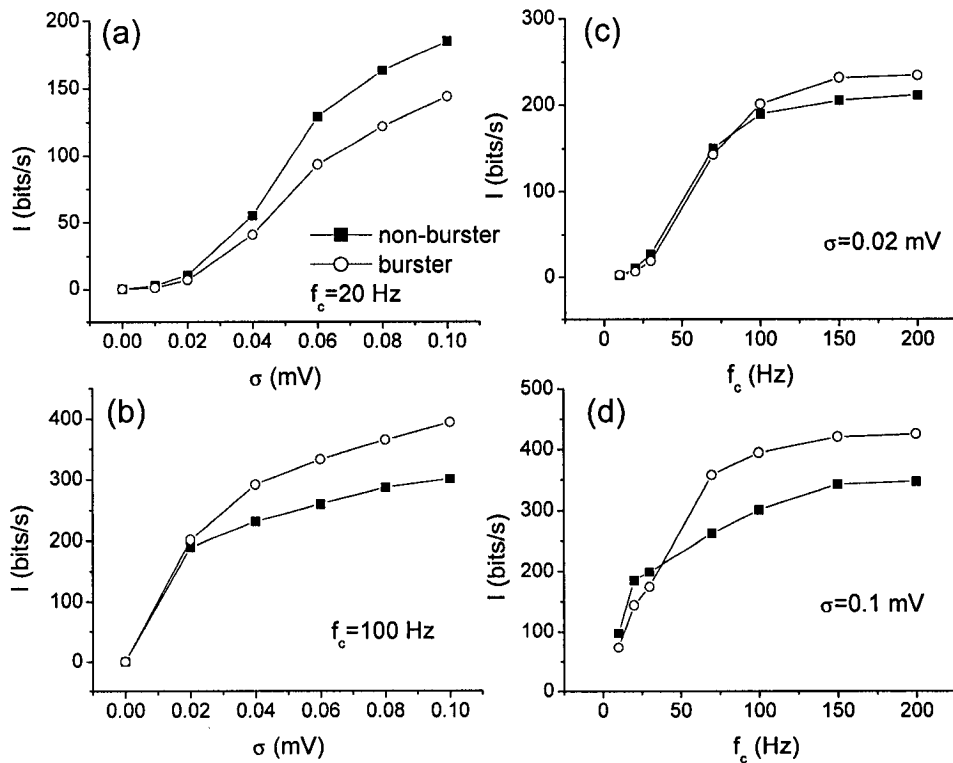 (a)
200
150
100
50
0
I (bits/s)
non-burster
burster
f_c=20 Hz
0.00 0.02 0.04 0.06 0.08 0.10
σ (mV)
(c)
300
200
100
0
I (bits/s)
σ=0.02 mV
0 50 100 150 200
f_c (Hz)
(b)
400
300
200
100
0
I (bits/s)
f_c=100 Hz
0.00 0.02 0.04 0.06 0.08 0.10
σ (mV)
(d)
500
400
300
200
100
0
I (bits/s)
σ=0.1 mV
0 50 100 150 200
f_c (Hz)